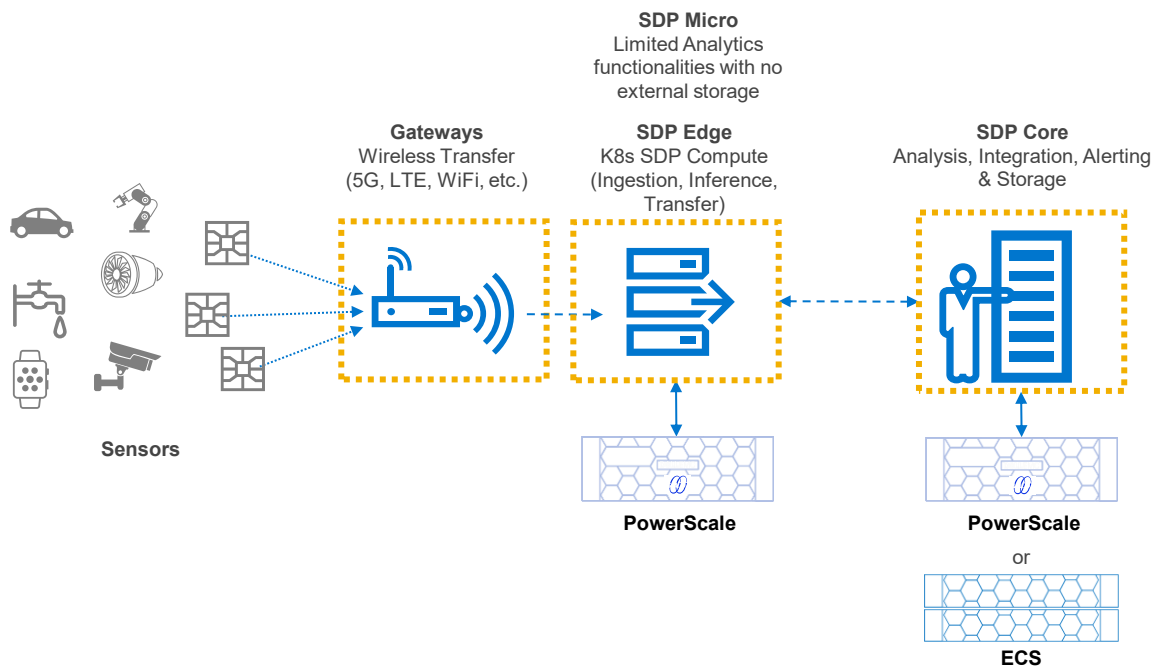 SDP Micro
Limited Analytics
functionalities with no
external storage
Gateways
Wireless Transfer
(5G, LTE, WiFi, etc.)
SDP Edge
K8s SDP Compute
(Ingestion, Inference,
Transfer)
SDP Core
Analysis, Integration, Alerting
& Storage
Sensors
PowerScale
PowerScale
or
ECS